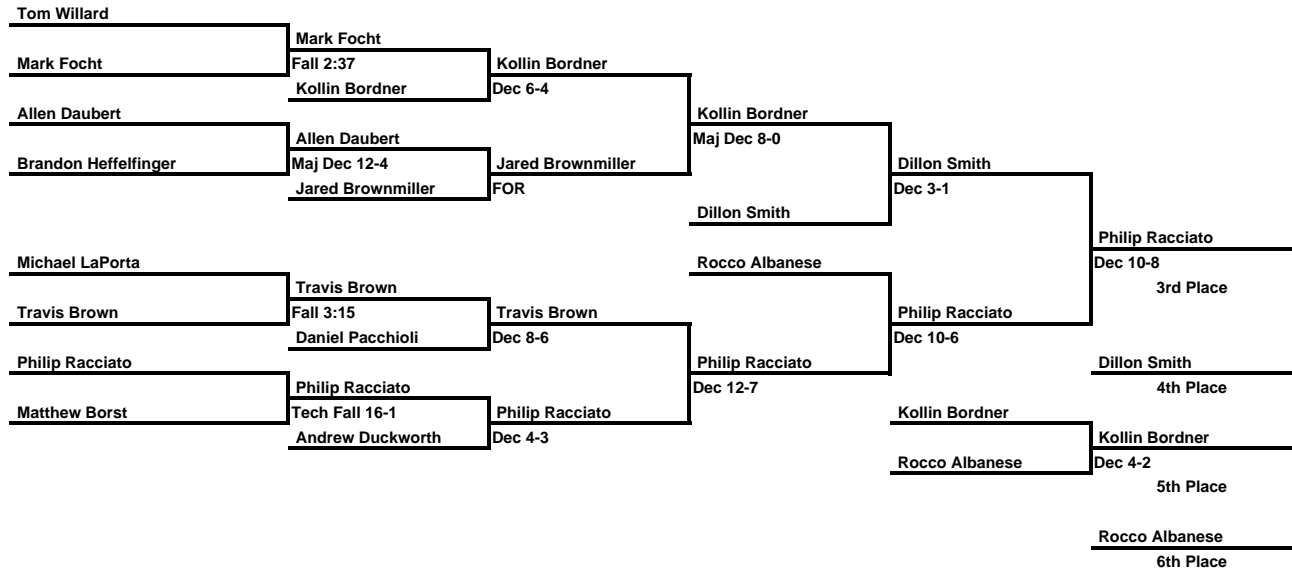 Tom Willard
Mark Focht
Mark Focht
Fall 2:37
Kollin Bordner
Kollin Bordner
Dec 6-4
Allen Daubert
Kollin Bordner
Allen Daubert
Maj Dec 8-0
Brandon Heffelfinger
Maj Dec 12-4
Jared Brownmiller
Dillon Smith
Jared Brownmiller
FOR
Dec 3-1
Dillon Smith
Philip Racciato
Michael LaPorta
Rocco Albanese
Dec 10-8
Travis Brown
3rd Place
Travis Brown
Fall 3:15
Travis Brown
Philip Racciato
Daniel Pacchioli
Dec 8-6
Dec 10-6
Philip Racciato
Philip Racciato
Dillon Smith
Philip Racciato
Dec 12-7
4th Place
Matthew Borst
Tech Fall 16-1
Philip Racciato
Kollin Bordner
Andrew Duckworth
Dec 4-3
Kollin Bordner
Rocco Albanese
Dec 4-2
5th Place
Rocco Albanese
6th Place